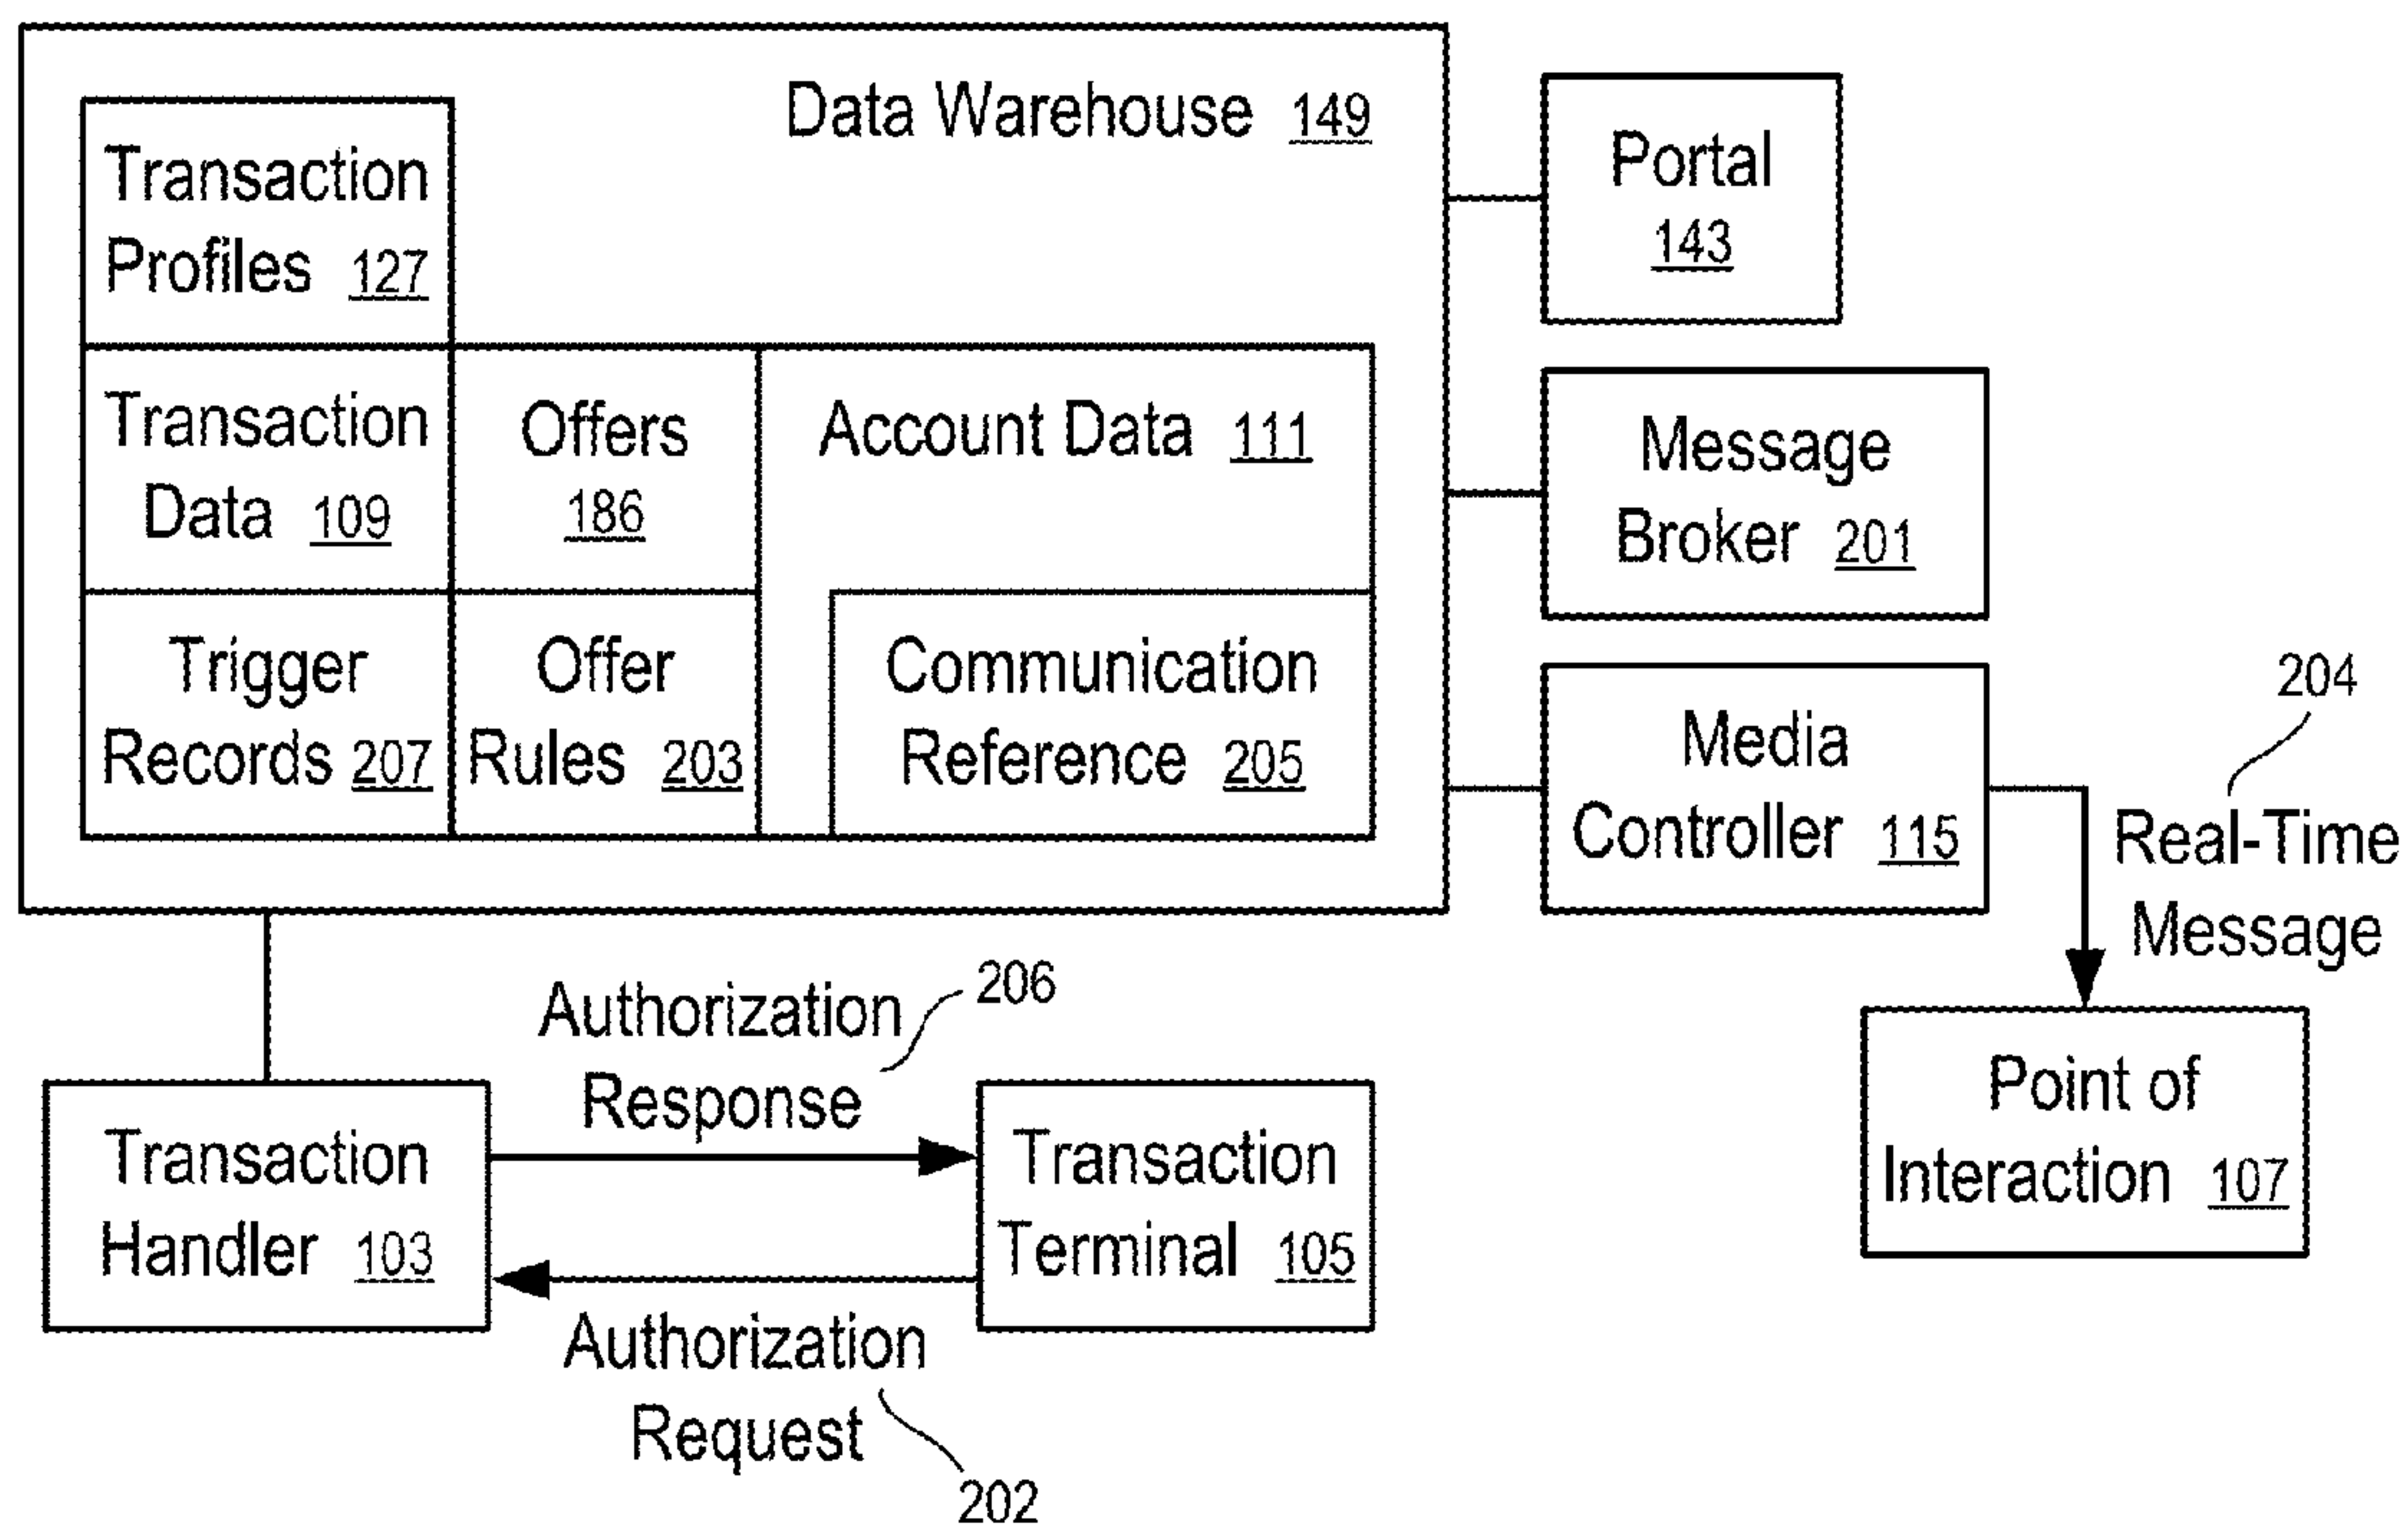 Data Warehouse 149
Transaction
Profiles 127
Transaction
Data 109
Offers
186
Account Data 111
Trigger
Records 207
Offer
Rules 203
Communication
Reference 205
Portal
143
Message
Broker 201
Media
Controller 115
204
Real-Time
Message
Point of
Interaction 107
Authorization
Response
206
Transaction
Handler 103
Transaction
Terminal 105
Authorization
Request
202